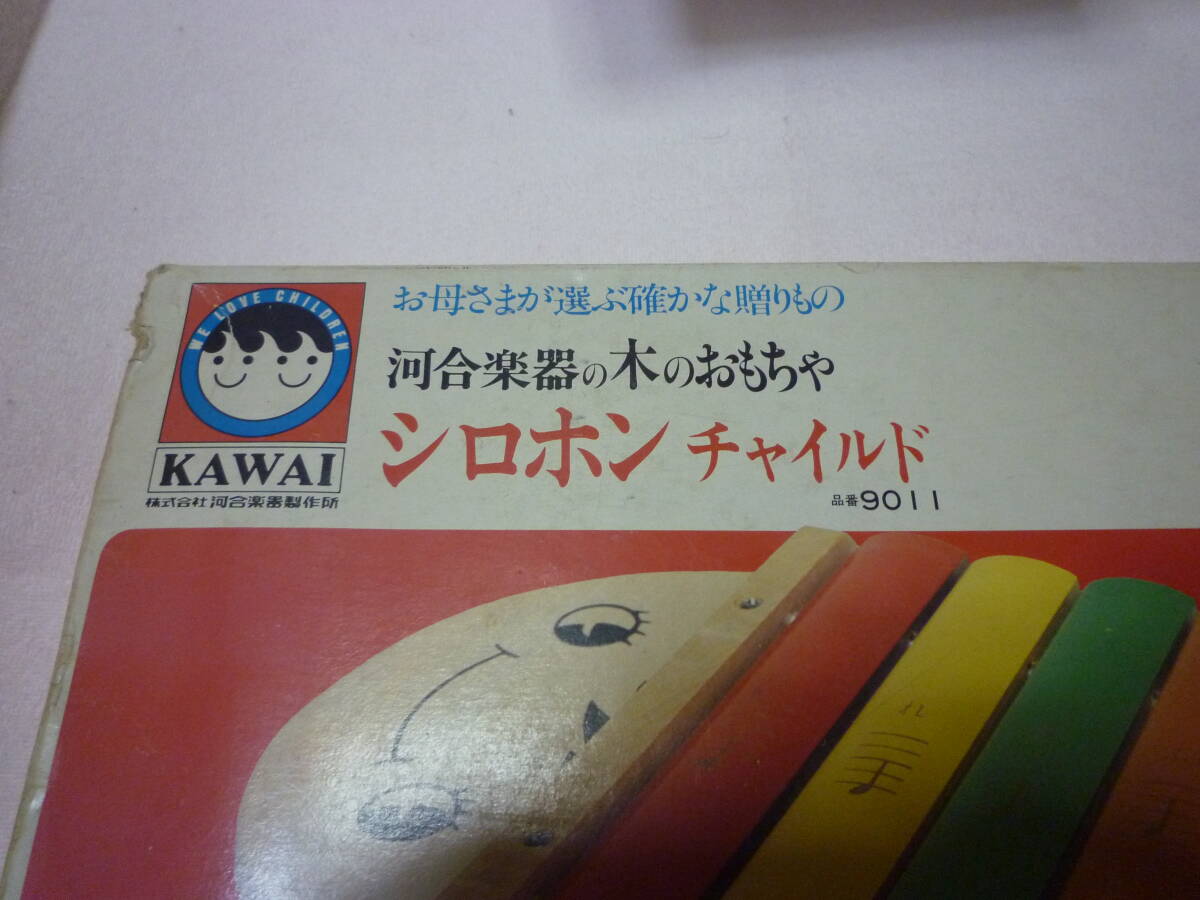 WE LOVE CHILDREN
KAWAI
株式会社 河合楽器製作所
お母さまが選ぶ確かな贈りもの
河合楽器の木のおもちゃ
シロホン チャイルド
品番9011
レ